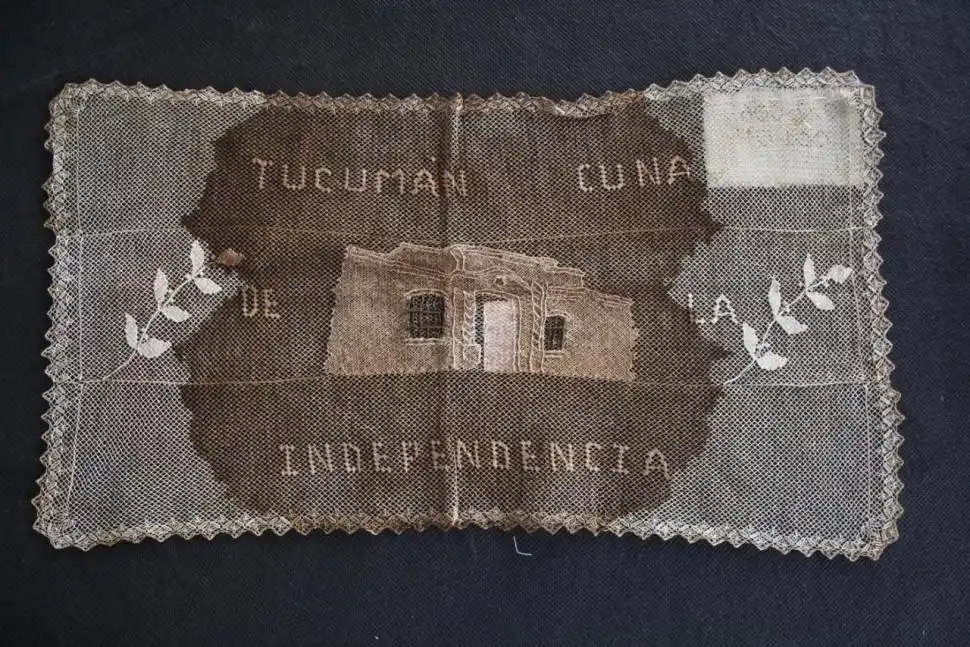 TUCUMÁN CUNA
DE LA
INDEPENDENCIA